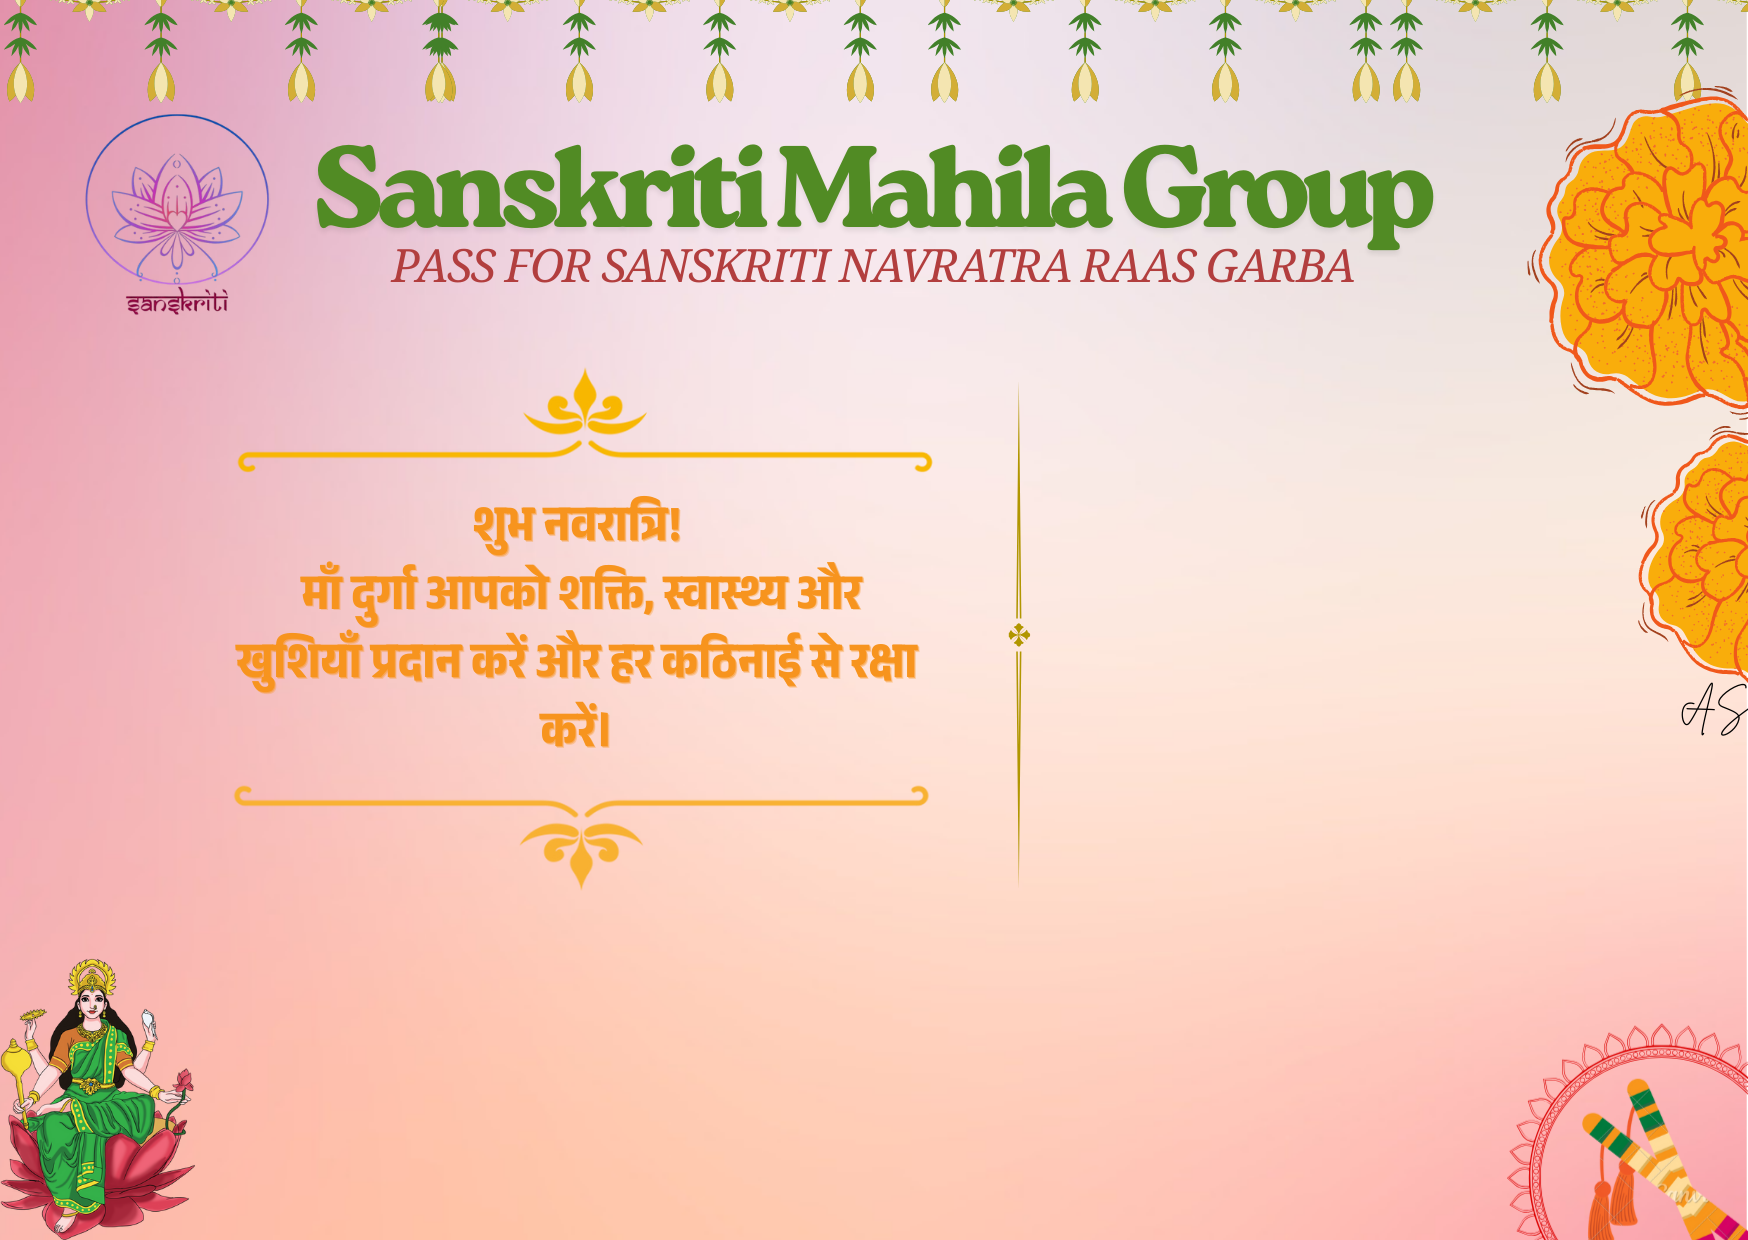 Sanskriti Mahila Group
PASS FOR SANSKRITI NAVRATRA RAAS GARBA
sanskriti
शुभ नवरात्रि!
माँ दुर्गा आपको शक्ति, स्वास्थ्य और
खुशियाँ प्रदान करें और हर कठिनाई से रक्षा
करें।
AS